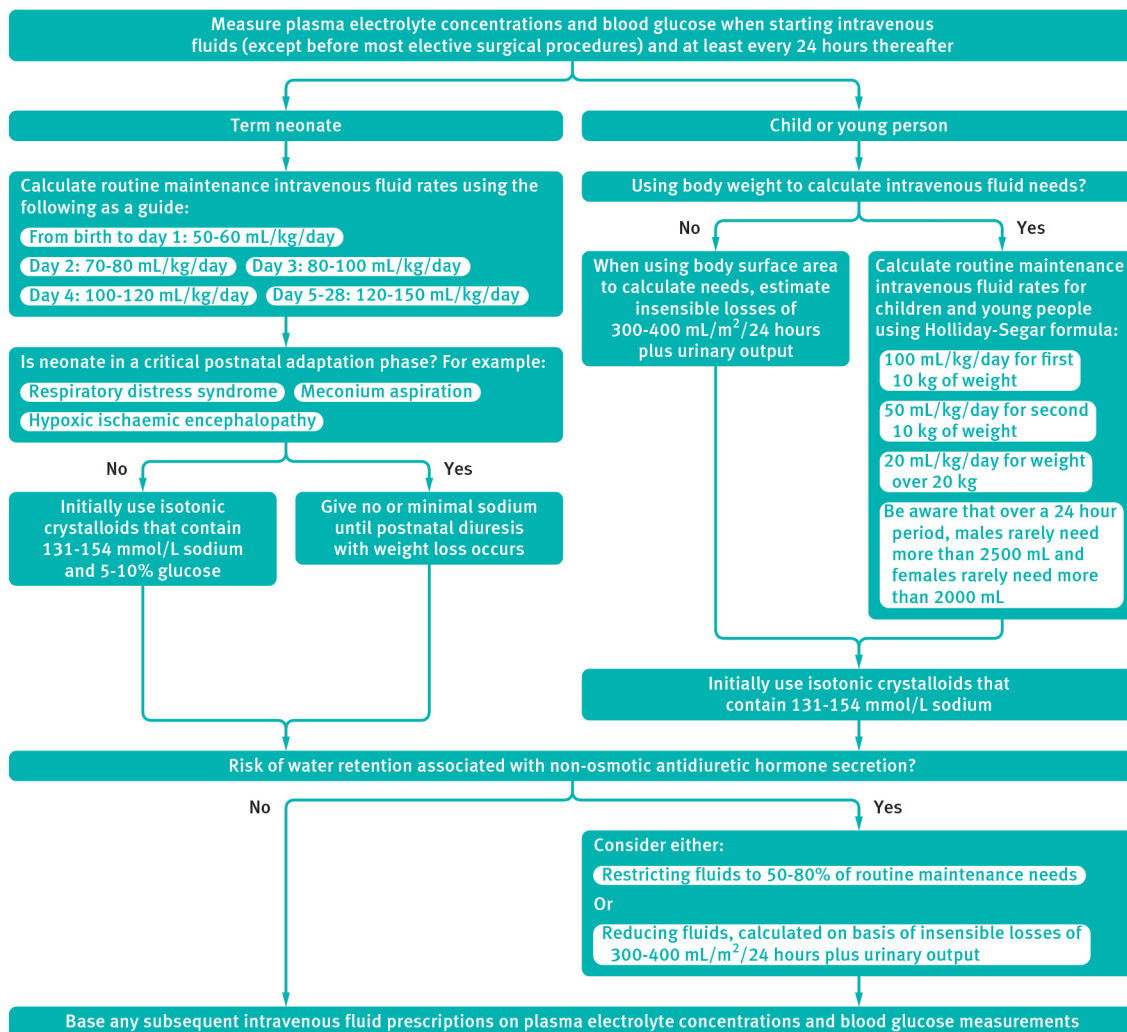 Measure plasma electrolyte concentrations and blood glucose when starting intravenous
fluids (except before most elective surgical procedures) and at least every 24 hours thereafter
Term neonate
Child or young person
Calculate routine maintenance intravenous fluid rates using the
following as a guide:
From birth to day 1: 50-60 mL/kg/day
Day 2: 70-80 mL/kg/day
Day 3: 80-100 mL/kg/day
Day 4: 100-120 mL/kg/day
Day 5-28: 120-150 mL/kg/day
Using body weight to calculate intravenous fluid needs?
No
Yes
When using body surface area
to calculate needs, estimate
insensible losses of
300-400 mL/m²/24 hours
plus urinary output
Calculate routine maintenance
intravenous fluid rates for
children and young people
using Holliday-Segar formula:
100 mL/kg/day for first
10 kg of weight
50 mL/kg/day for second
10 kg of weight
20 mL/kg/day for weight
over 20 kg
Be aware that over a 24 hour
period, males rarely need
more than 2500 mL and
females rarely need more
than 2000 mL
Is neonate in a critical postnatal adaptation phase? For example:
Respiratory distress syndrome
Meconium aspiration
Hypoxic ischaemic encephalopathy
No
Yes
Initially use isotonic
crystalloids that contain
131-154 mmol/L sodium
and 5-10% glucose
Give no or minimal sodium
until postnatal diuresis
with weight loss occurs
Initially use isotonic crystalloids that
contain 131-154 mmol/L sodium
Risk of water retention associated with non-osmotic antidiuretic hormone secretion?
No
Yes
Consider either:
Restricting fluids to 50-80% of routine maintenance needs
Or
Reducing fluids, calculated on basis of insensible losses of
300-400 mL/m²/24 hours plus urinary output
Base any subsequent intravenous fluid prescriptions on plasma electrolyte concentrations and blood glucose measurements